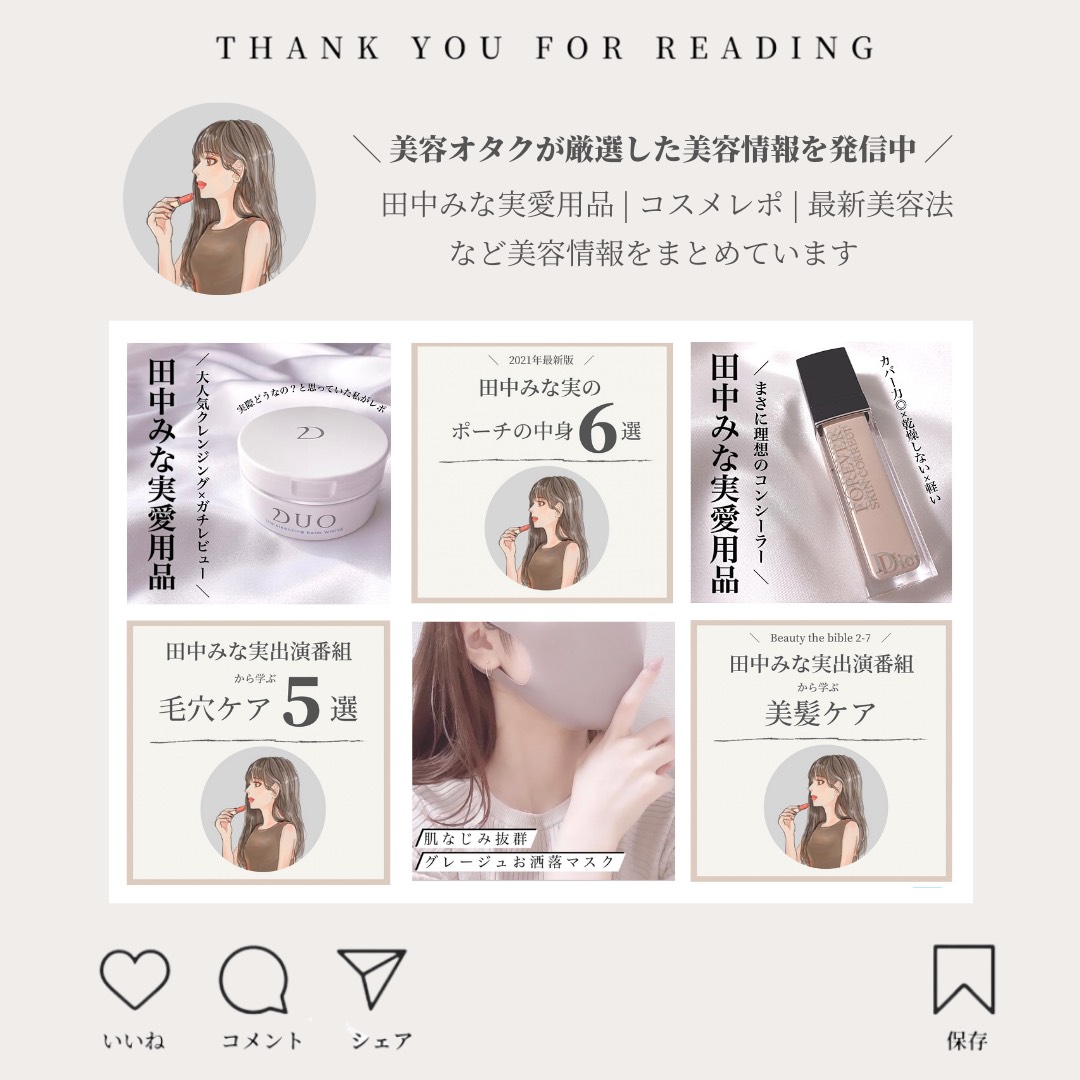 THANK YOU FOR READING
＼ 美容オタクが厳選した美容情報を発信中 ／
田中みな実愛用品 | コスメレポ | 最新美容法
など美容情報をまとめています
田中みな実愛用品
／大人気クレンジング×ガチレビュー＼
実際どうなの？と思っていた私がレポ
DUO
＼ 2021年最新版 ／
田中みな実の
ポーチの中身6選
田中みな実愛用品
／まさに理想のコンシーラー＼
カバー力◎×乾燥しない×軽い
FOREVER
SKIN CORRECT
Dior
田中みな実出演番組
から学ぶ
毛穴ケア5選
肌なじみ抜群
グレージュお洒落マスク
＼ Beauty the bible 2-7 ／
田中みな実出演番組
から学ぶ
美髪ケア
いいね
コメント
シェア
保存